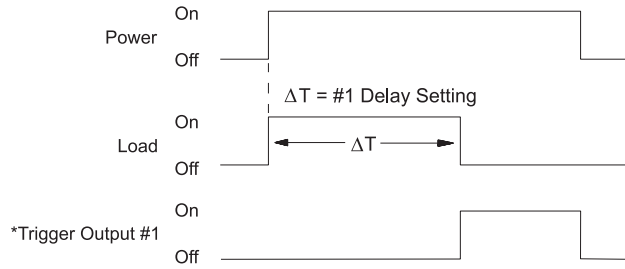 On
Power
Off
ΔT = #1 Delay Setting
On
Load
ΔT
Off
On
*Trigger Output #1
Off